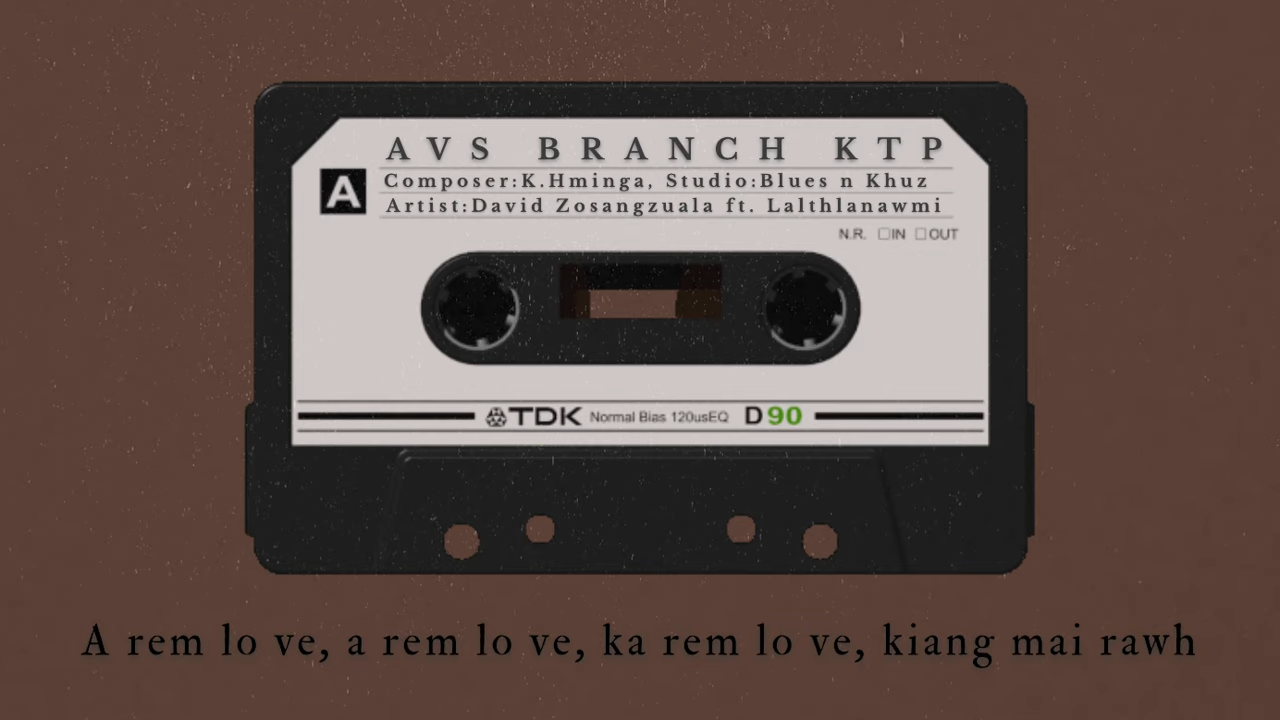 AVS BRANCH KTP
A
Composer:K.Hminga, Studio:Blues n Khuz
Artist:David Zosangzuala ft. Lalthlanawmi
N.R. IN OUT
TDK Normal Bias 120usEQ D90
A rem lo ve, a rem lo ve, ka rem lo ve, kiang mai rawh